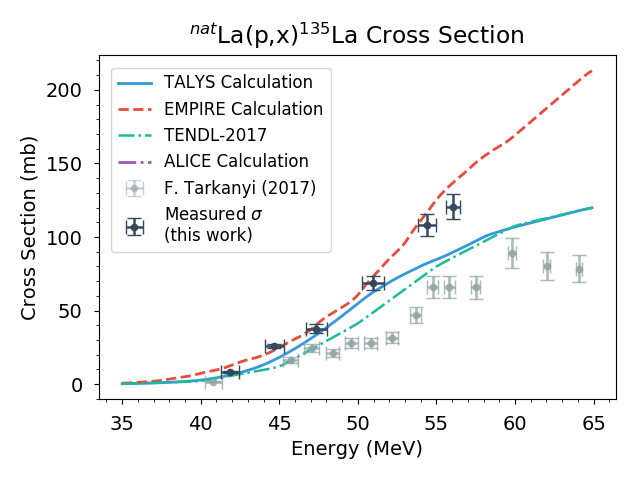 natLa(p,x)135La Cross Section
TALYS Calculation
EMPIRE Calculation
TENDL-2017
ALICE Calculation
F. Tarkanyi (2017)
Measured σ
(this work)
Cross Section (mb)
200
150
100
50
0
35 40 45 50 55 60 65
Energy (MeV)